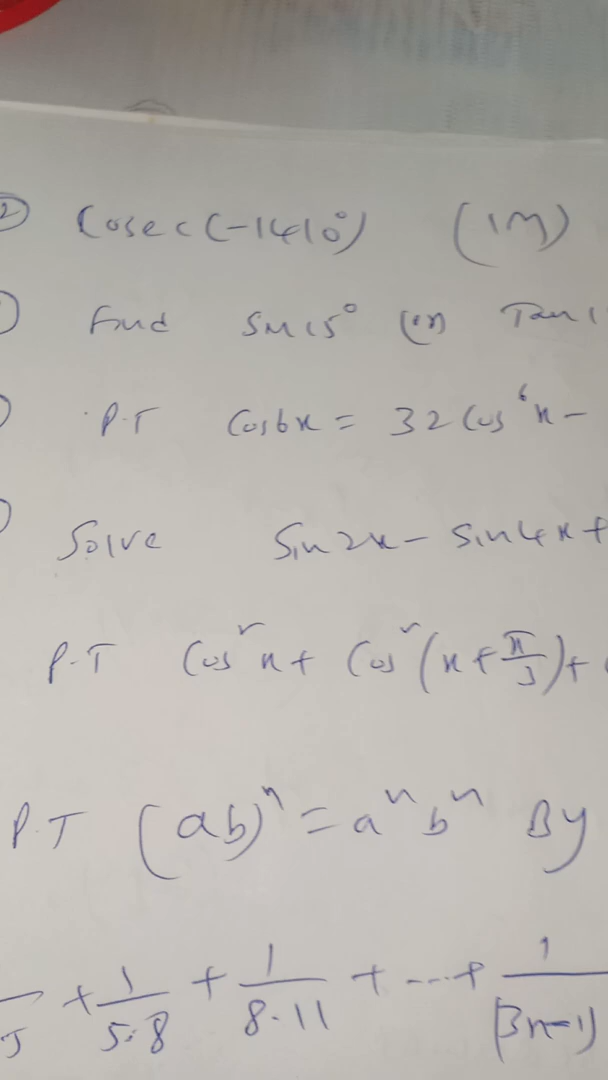 2) Cosec(-1410°) (1M)
Find Sin15° (or) Tan1
P.T Cos6x = 32 Cos⁶x -
Solve Sin2x - Sin4x +
P.T Cos²x + Cos²(x + π/3) +
P.T (ab)ⁿ = aⁿbⁿ By
+ 1/5.8 + 1/8.11 + ... + 1/(3n-1)